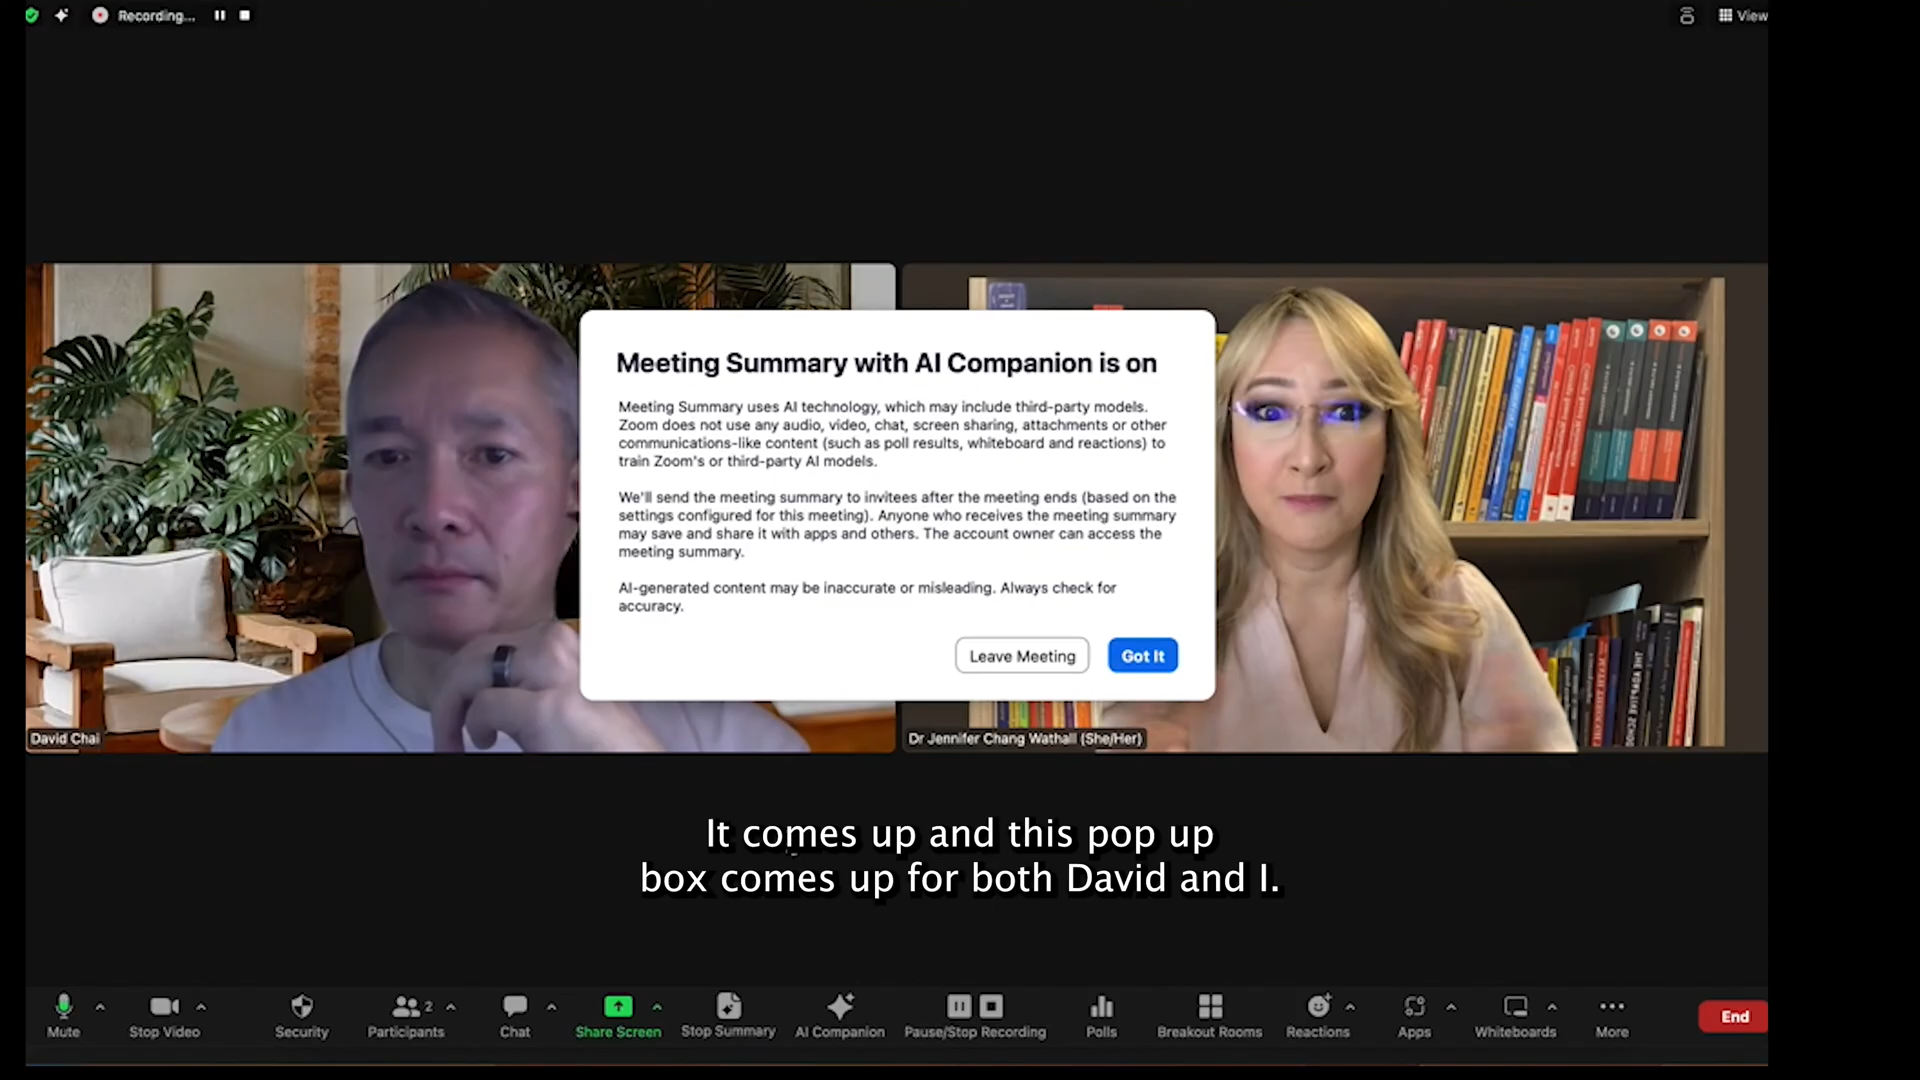 Recording...
View
Meeting Summary with AI Companion is on
Meeting Summary uses AI technology, which may include third-party models.
Zoom does not use any audio, video, chat, screen sharing, attachments or other
communications-like content (such as poll results, whiteboard and reactions) to
train Zoom's or third-party AI models.
We'll send the meeting summary to invitees after the meeting ends (based on the
settings configured for this meeting). Anyone who receives the meeting summary
may save and share it with apps and others. The account owner can access the
meeting summary.
AI-generated content may be inaccurate or misleading. Always check for
accuracy.
Leave Meeting
Got It
David Chai
Dr Jennifer Chang Wathall (She/Her)
It comes up and this pop up
box comes up for both David and I.
2
Mute
Stop Video
Security
Participants
Chat
Share Screen
Stop Summary
AI Companion
Pause/Stop Recording
Polls
Breakout Rooms
Reactions
Apps
Whiteboards
More
End